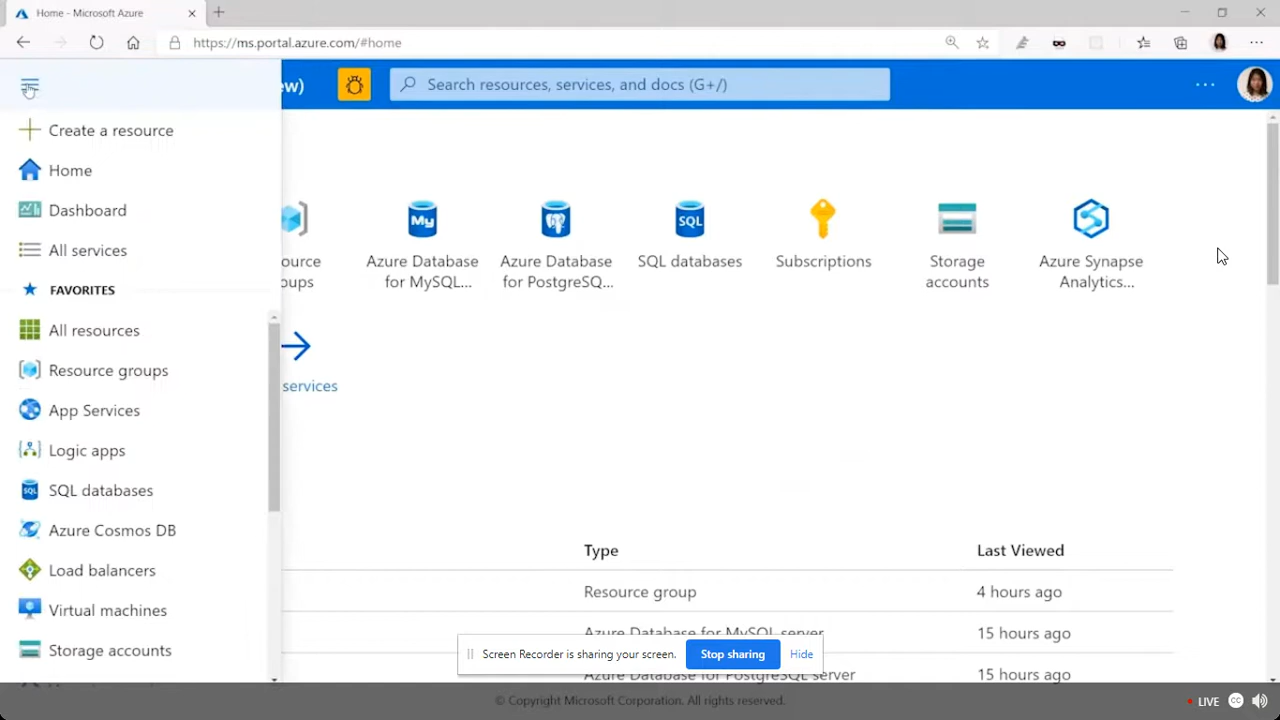 Home - Microsoft Azure
https://ms.portal.azure.com/#home
ew)
Search resources, services, and docs (G+/)
Create a resource
Home
Dashboard
All services
FAVORITES
All resources
Resource groups
App Services
Logic apps
SQL databases
Azure Cosmos DB
Load balancers
Virtual machines
Storage accounts
ource
oups
Azure Database
for MySQL...
My
Azure Database
for PostgreSQ...
SQL
SQL databases
Subscriptions
Storage
accounts
Azure Synapse
Analytics...
services
Type
Last Viewed
Resource group
4 hours ago
Azure Database for MySQL server
15 hours ago
Azure Database for PostgreSQL server
15 hours ago
Screen Recorder is sharing your screen.
Stop sharing
Hide
© Copyright Microsoft Corporation. All rights reserved.
LIVE
CC